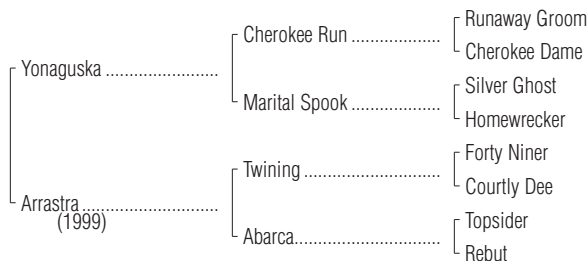 Runaway Groom
Cherokee Run ....................
Cherokee Dame
Yonaguska .........................
Silver Ghost
Marital Spook ....................
Homewrecker
Forty Niner
Twining ..............................
Courtly Dee
Arrastra ..............................
(1999)
Topsider
Abarca................................
Rebut